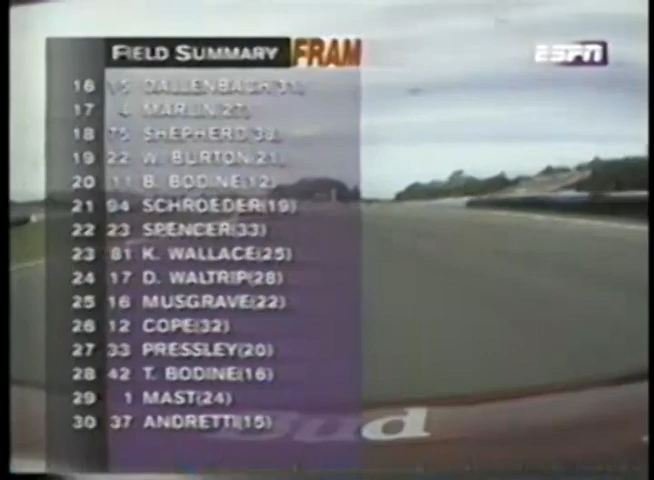 FIELD SUMMARY FRAM
ESPN
16 15 DALLENBACH(31)
17 4 MARLIN(27)
18 75 SHEPHERD
19 22 W. BURTON(21)
20 11 B. BODINE(12)
21 94 SCHROEDER(19)
22 23 SPENCER(33)
23 81 K. WALLACE(25)
24 17 D. WALTRIP(28)
25 16 MUSGRAVE(22)
26 12 COPE(32)
27 33 PRESSLEY(20)
28 42 T. BODINE(16)
29 1 MAST(24)
30 37 ANDRETTI(15)
Bud